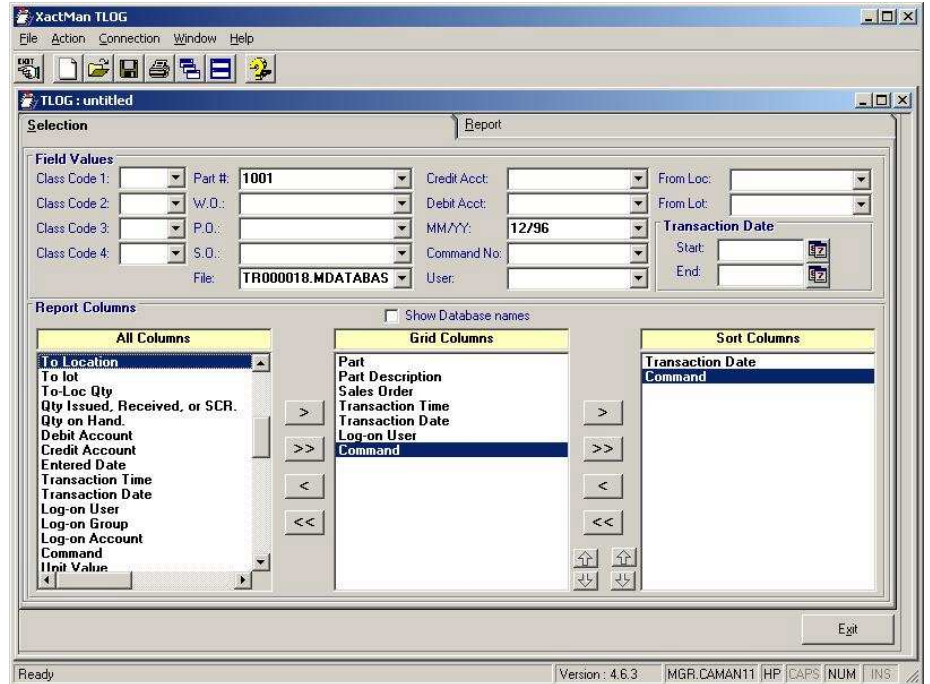 XactMan TLOG
File Action Connection Window Help
EXIT
TLOG : untitled
Selection Report
Field Values
Class Code 1: Part #: 1001 Credit Acct: From Loc:
Class Code 2: W.O.: Debit Acct: From Lot:
Class Code 3: P.O.: MM/YY: 12/96 Transaction Date
Class Code 4: S.O.: Command No: Start:
File: TR000018.MDATABAS User: End:
Report Columns
Show Database names
All Columns Grid Columns Sort Columns
To Location Part Transaction Date
To lot Part Description Command
To-Loc Qty Sales Order
Qty Issued, Received, or SCR. Transaction Time
Qty on Hand. Transaction Date
Debit Account Log-on User
Credit Account Command
Entered Date
Transaction Time
Transaction Date
Log-on User
Log-on Group
Log-on Account
Command
Unit Value
> >
>> >>
< <
<< <<
Exit
Ready Version : 4.6.3 MGR.CAMAN11 HP CAPS NUM INS